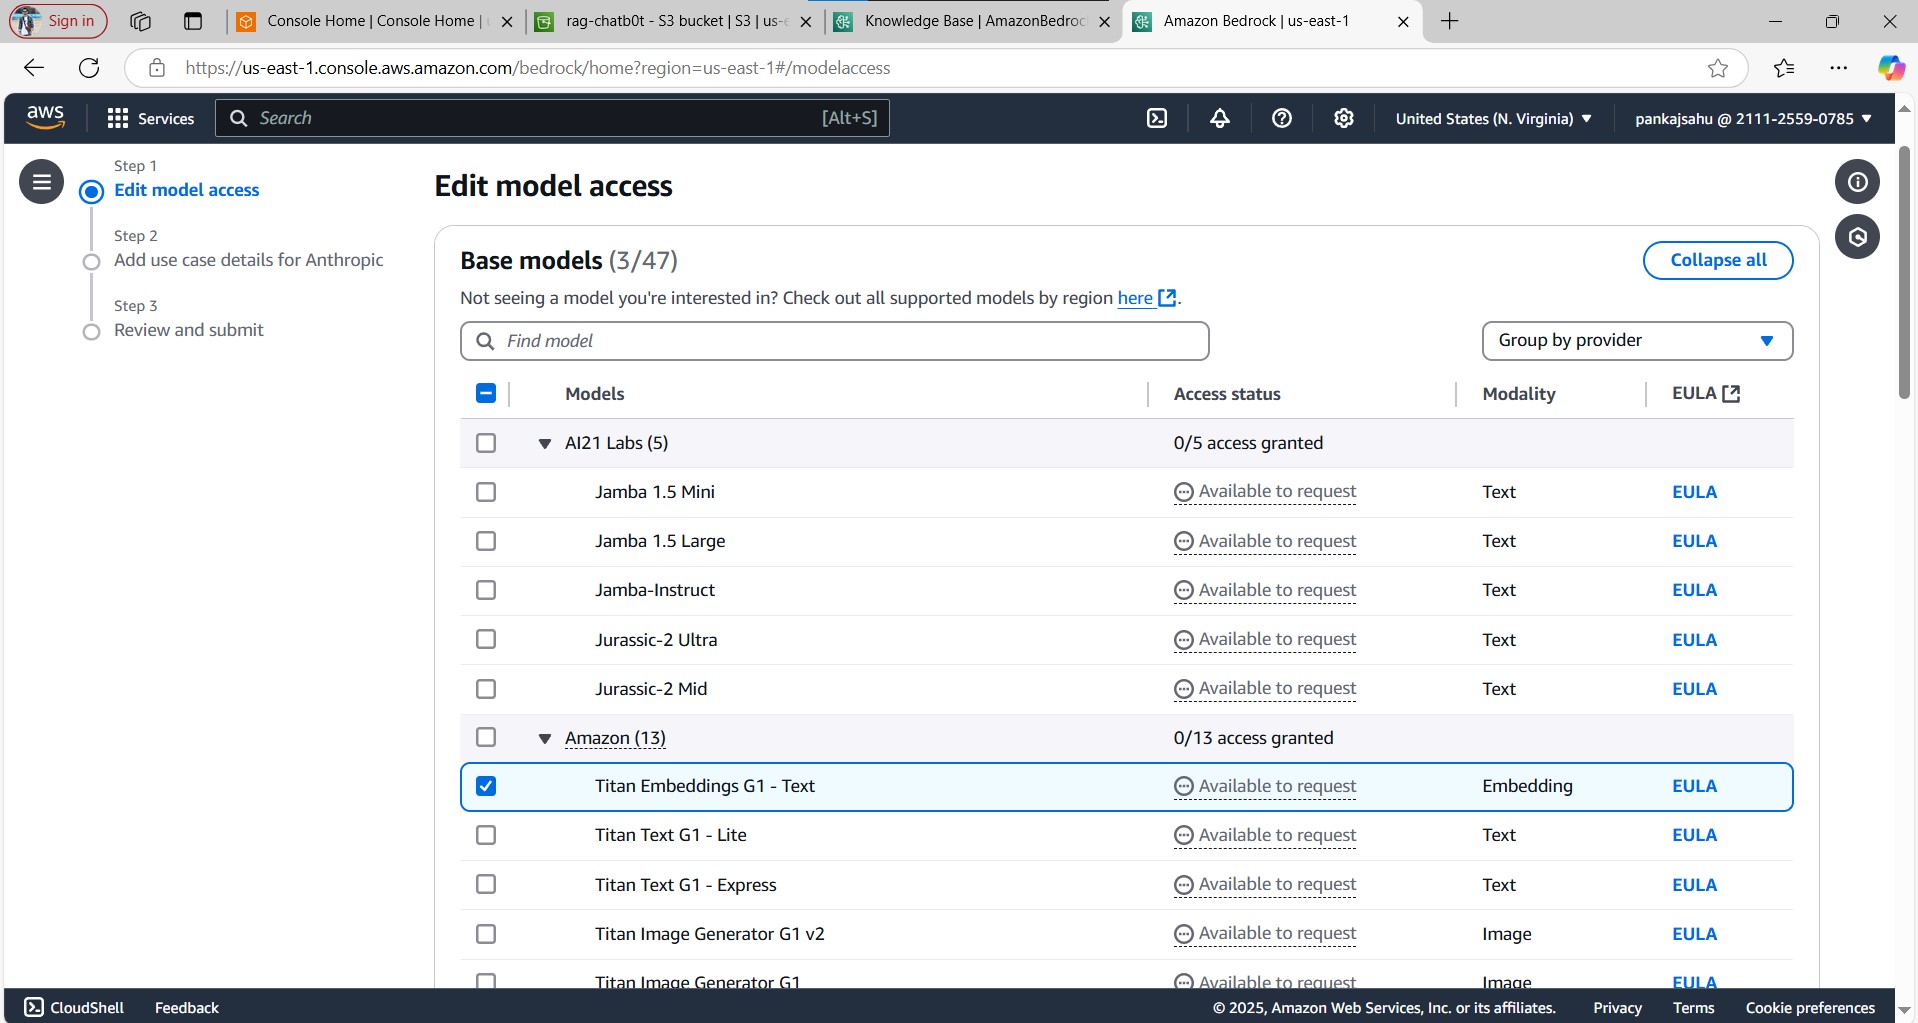 Sign in
Console Home | Console Home | u
rag-chatb0t - S3 bucket | S3 | us-e
Knowledge Base | AmazonBedroc
Amazon Bedrock | us-east-1
https://us-east-1.console.aws.amazon.com/bedrock/home?region=us-east-1#/modelaccess
aws
Services
Search
[Alt+S]
United States (N. Virginia)
pankajsahu @ 2111-2559-0785
Step 1
Edit model access
Step 2
Add use case details for Anthropic
Step 3
Review and submit
Edit model access
Base models (3/47)
Collapse all
Not seeing a model you're interested in? Check out all supported models by region here.
Find model
Group by provider
Models Access status Modality EULA
AI21 Labs (5) 0/5 access granted
Jamba 1.5 Mini Available to request Text EULA
Jamba 1.5 Large Available to request Text EULA
Jamba-Instruct Available to request Text EULA
Jurassic-2 Ultra Available to request Text EULA
Jurassic-2 Mid Available to request Text EULA
Amazon (13) 0/13 access granted
Titan Embeddings G1 - Text Available to request Embedding EULA
Titan Text G1 - Lite Available to request Text EULA
Titan Text G1 - Express Available to request Text EULA
Titan Image Generator G1 v2 Available to request Image EULA
Titan Image Generator G1 Available to request Image EULA
CloudShell Feedback © 2025, Amazon Web Services, Inc. or its affiliates. Privacy Terms Cookie preferences